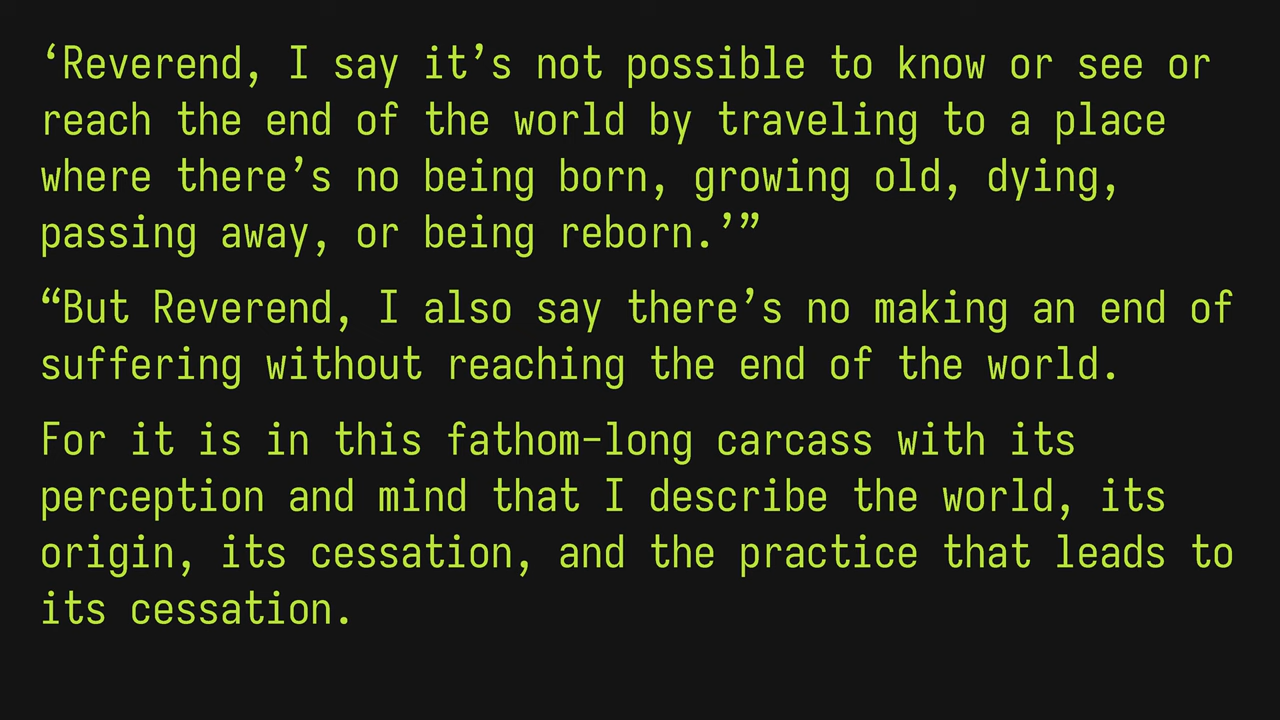 ‘Reverend, I say it’s not possible to know or see or
reach the end of the world by traveling to a place
where there’s no being born, growing old, dying,
passing away, or being reborn.’”
“But Reverend, I also say there’s no making an end of
suffering without reaching the end of the world.
For it is in this fathom-long carcass with its
perception and mind that I describe the world, its
origin, its cessation, and the practice that leads to
its cessation.